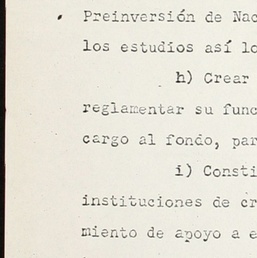 Preinversión de Nac
los estudios así lo
h) Crear
reglamentar su func
cargo al fondo, par
i) Consti
instituciones de cr
miento de apoyo a e